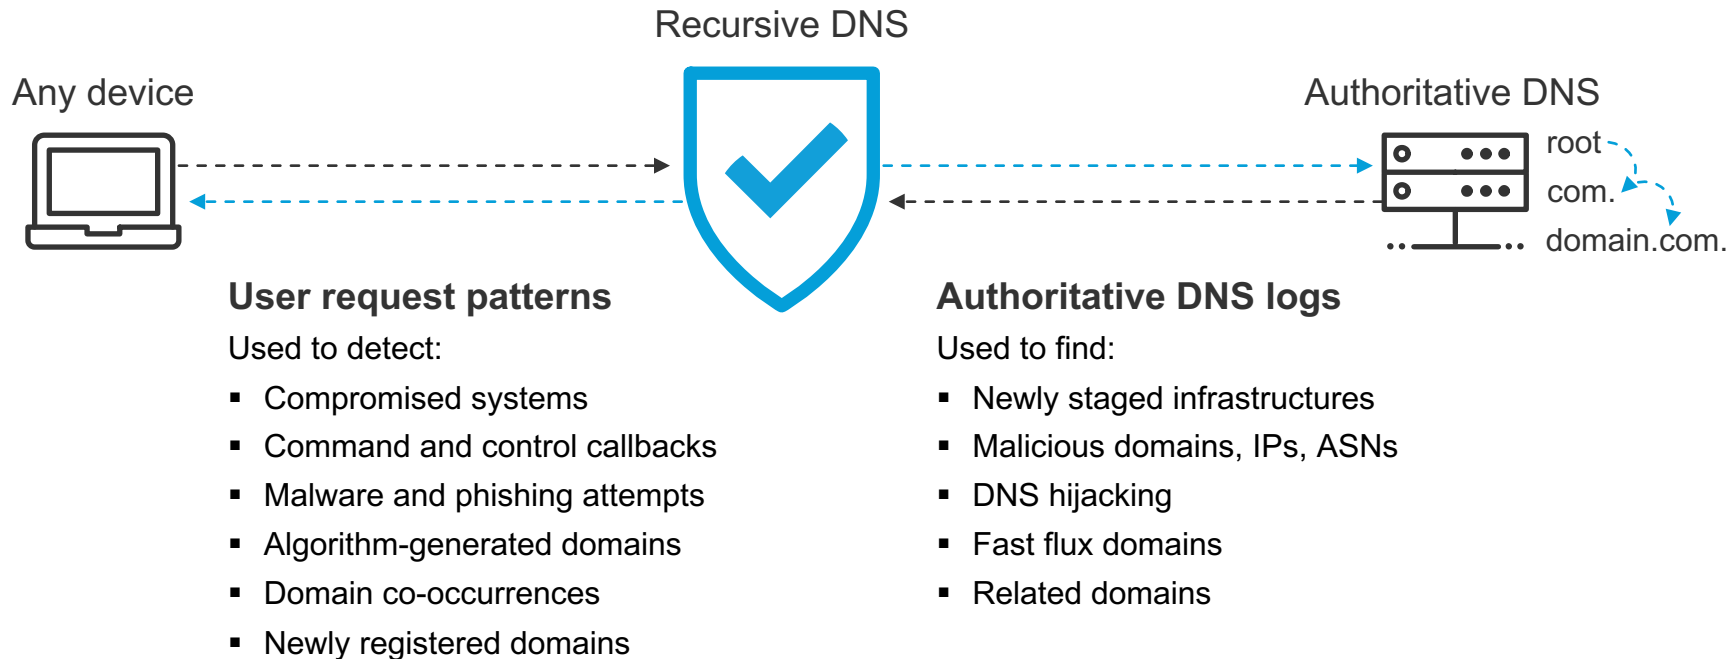 Recursive DNS
Any device
Authoritative DNS
root
com.
domain.com.
User request patterns
Used to detect:
▪ Compromised systems
▪ Command and control callbacks
▪ Malware and phishing attempts
▪ Algorithm-generated domains
▪ Domain co-occurrences
▪ Newly registered domains
Authoritative DNS logs
Used to find:
▪ Newly staged infrastructures
▪ Malicious domains, IPs, ASNs
▪ DNS hijacking
▪ Fast flux domains
▪ Related domains